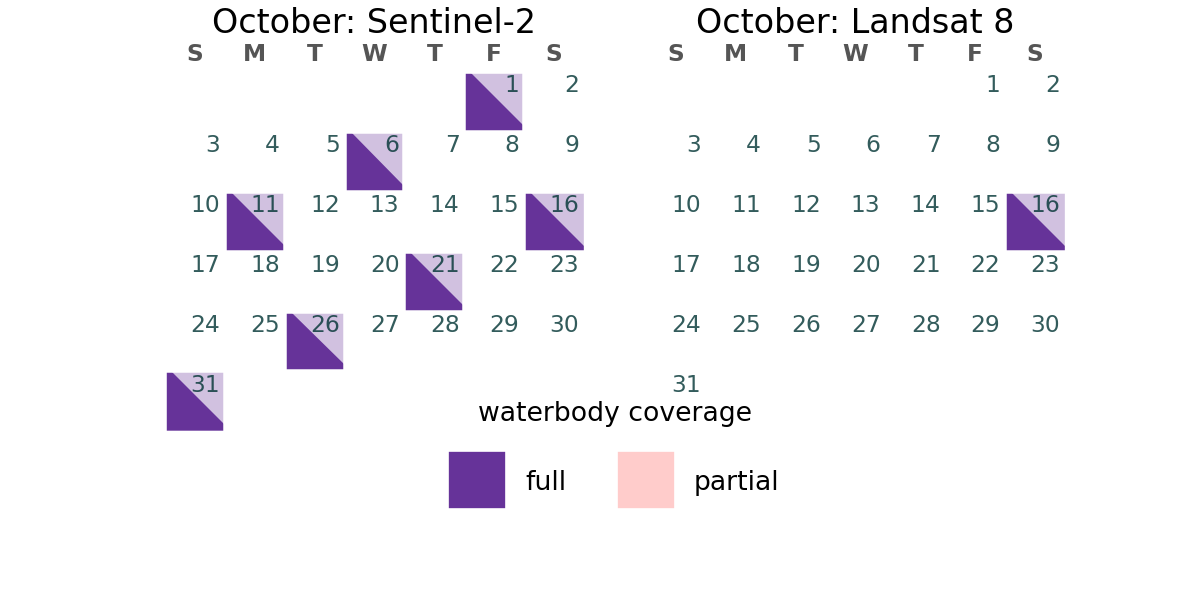 October: Sentinel-2
S M T W T F S
1 2
3 4 5 6 7 8 9
10 11 12 13 14 15 16
17 18 19 20 21 22 23
24 25 26 27 28 29 30
31
October: Landsat 8
S M T W T F S
1 2
3 4 5 6 7 8 9
10 11 12 13 14 15 16
17 18 19 20 21 22 23
24 25 26 27 28 29 30
31
waterbody coverage
full
partial